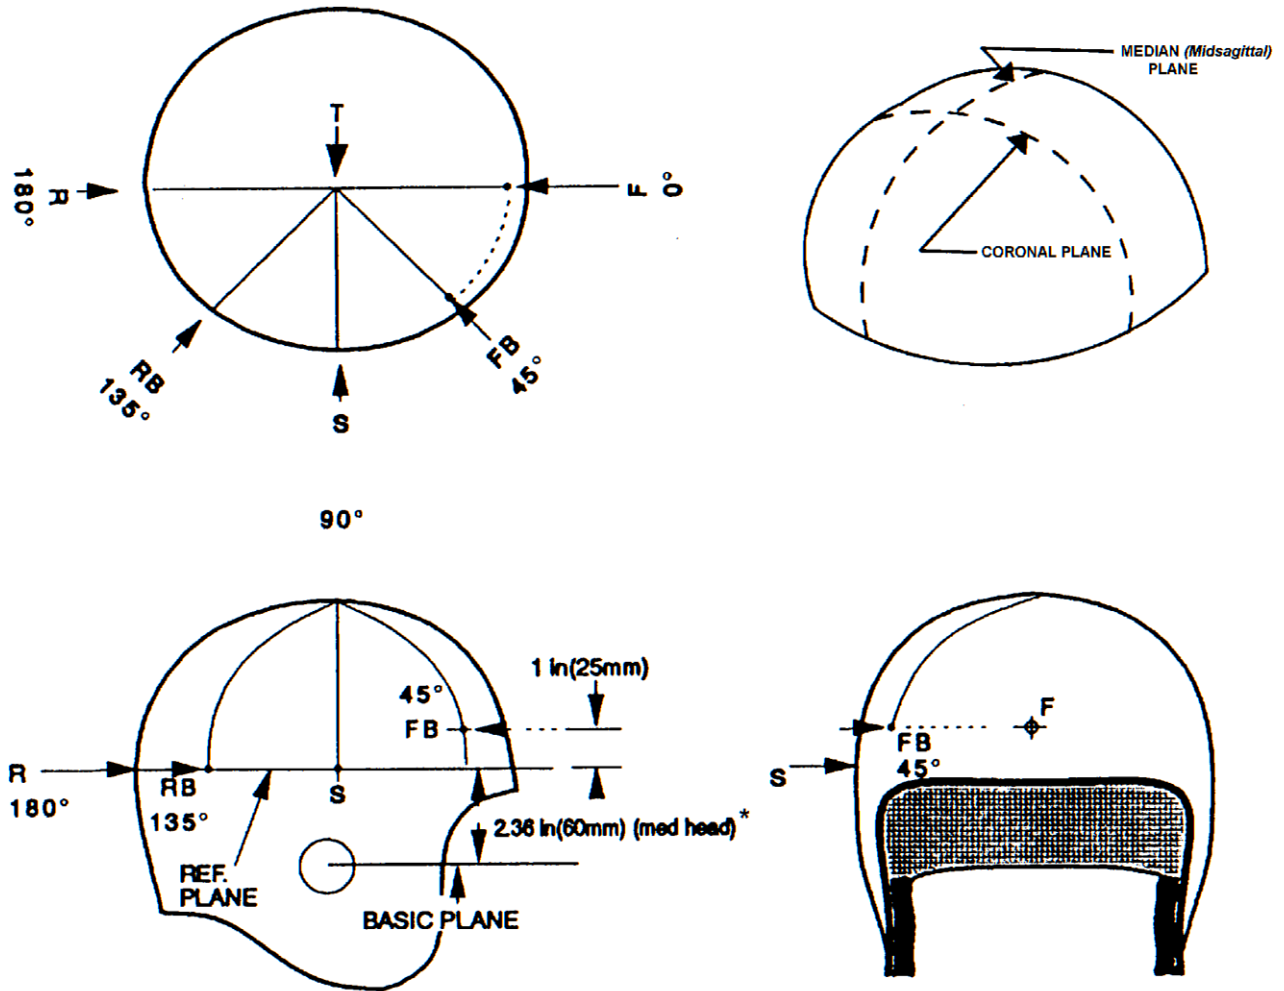 T
R
180°
F
0°
RB
135°
S
FB
45°
90°
MEDIAN (Midsagittal)
PLANE
CORONAL PLANE
1 in(25mm)
45°
FB
R
180°
RB
135°
S
2.36 in(60mm) (med head)*
REF.
PLANE
BASIC PLANE
F
FB
45°
S